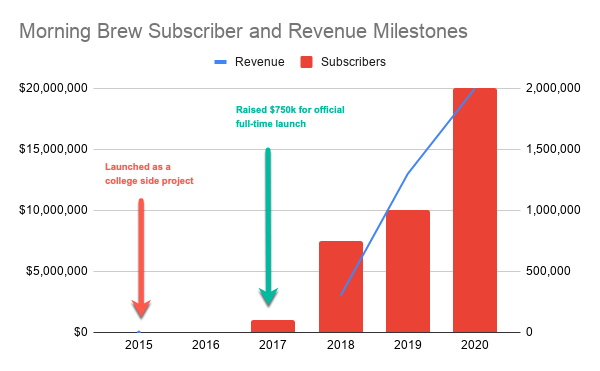 Morning Brew Subscriber and Revenue Milestones
Revenue Subscribers
$20,000,000 2,000,000
Raised $750k for official
full-time launch
$15,000,000 1,500,000
Launched as a
college side project
$10,000,000 1,000,000
$5,000,000 500,000
$0 0
2015 2016 2017 2018 2019 2020